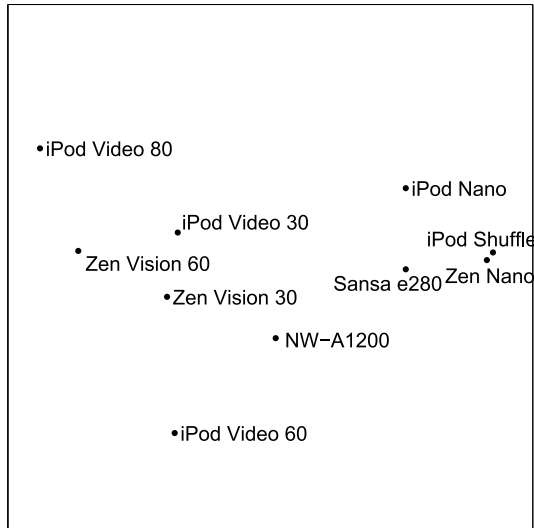 iPod Video 80
iPod Nano
iPod Video 30
iPod Shuffle
Zen Vision 60
Zen Nano
Sansa e280
Zen Vision 30
NW−A1200
iPod Video 60